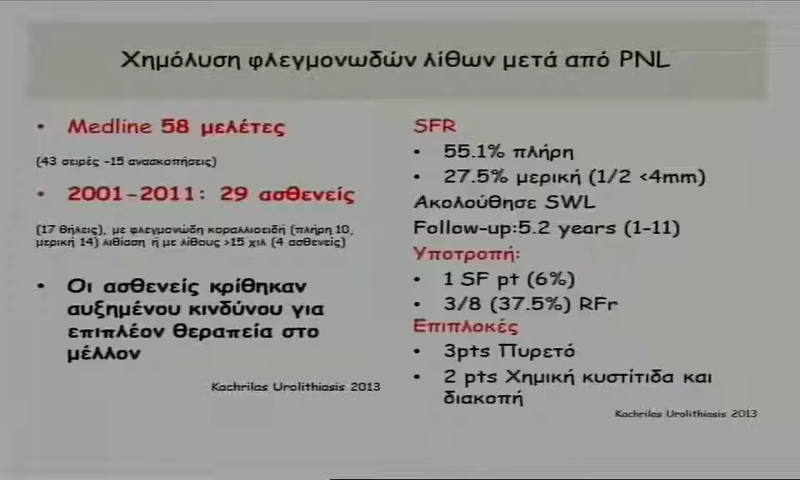 Χημόλυση φλεγμονωδών λίθων μετά από PNL
• Medline 58 μελέτες
(43 σειρές -15 ανασκοπήσεις)
• 2001-2011: 29 ασθενείς
(17 θήλεις), με φλεγμονώδη κοραλλιοειδή (πλήρη 10,
μερική 14) λιθίαση ή με λίθους >15 χιλ (4 ασθενείς)
• Οι ασθενείς κρίθηκαν
αυξημένου κινδύνου για
επιπλέον θεραπεία στο
μέλλον
Kachrilas Urolithiasis 2013
SFR
• 55.1% πλήρη
• 27.5% μερική (1/2 <4mm)
Ακολούθησε SWL
Follow-up:5.2 years (1-11)
Υποτροπή:
• 1 SF pt (6%)
• 3/8 (37.5%) RFr
Επιπλοκές
• 3pts Πυρετό
• 2 pts Χημική κυστίτιδα και
διακοπή
Kachrilas Urolithiasis 2013